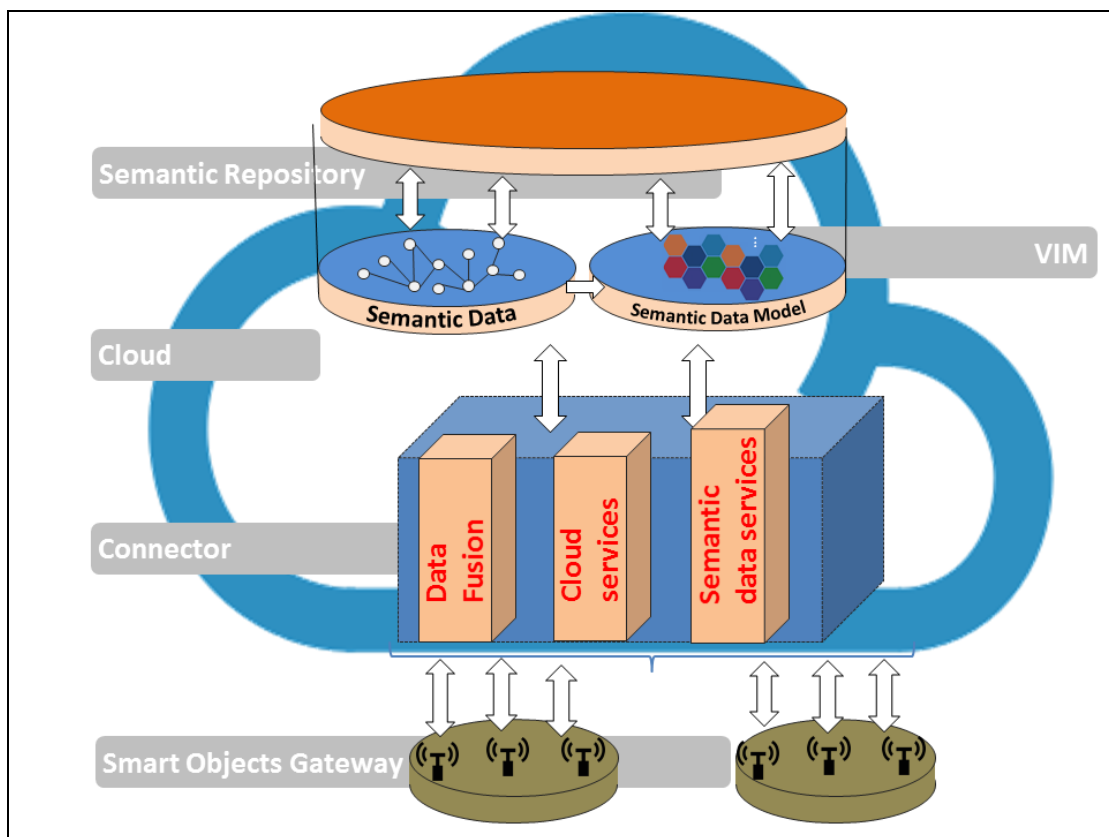 Semantic Repository
VIM
Semantic Data
Semantic Data Model
Cloud
Connector
Data
Fusion
Cloud
services
Semantic
data services
Smart Objects Gateway